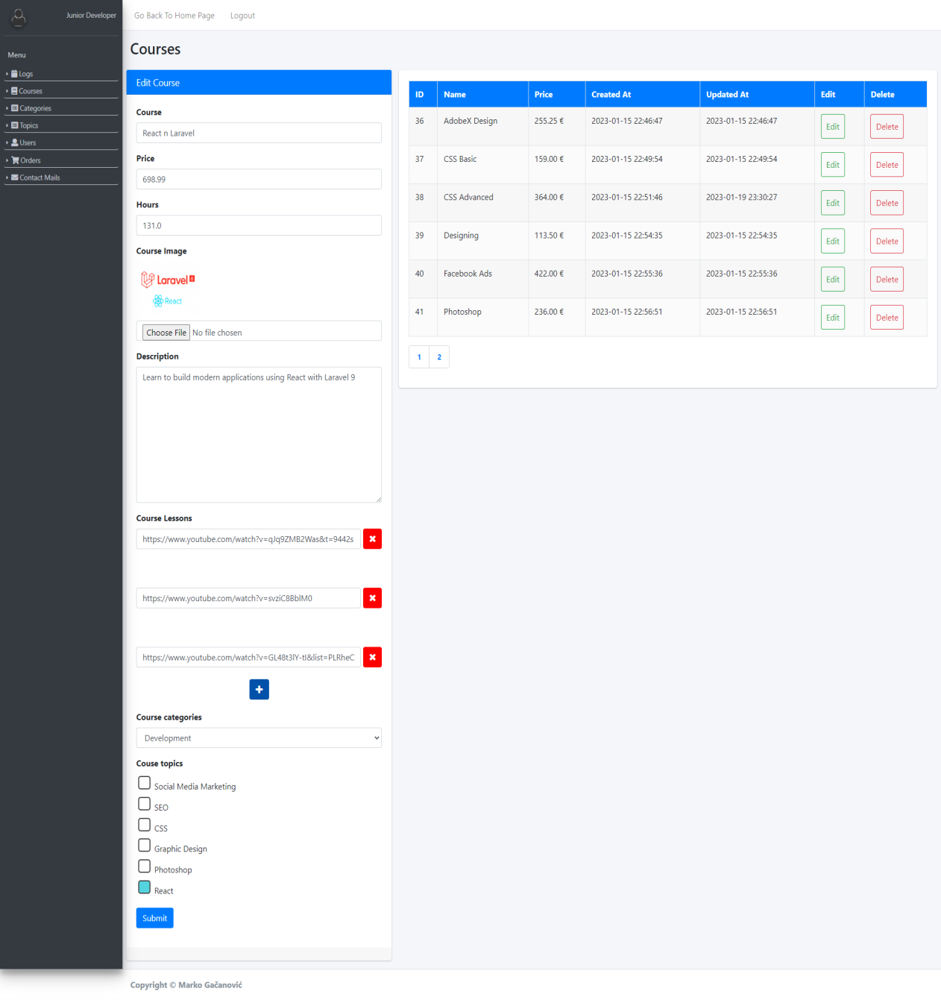 Junior Developer
Go Back To Home Page
Logout
Menu
Logs
Courses
Categories
Topics
Users
Orders
Contact Mails
Courses
Edit Course
Course
React n Laravel
Price
698.99
Hours
131.0
Course Image
Laravel 6
React
Choose File No file chosen
Description
Learn to build modern applications using React with Laravel 9
Course Lessons
https://www.youtube.com/watch?v=qJq9ZMB2Was&t=9442s
https://www.youtube.com/watch?v=svziC8BblM0
https://www.youtube.com/watch?v=GL48t3lY-tI&list=PLRheC
Course categories
Development
Couse topics
Social Media Marketing
SEO
CSS
Graphic Design
Photoshop
React
Submit
ID Name Price Created At Updated At Edit Delete
36 AdobeX Design 255.25 € 2023-01-15 22:46:47 2023-01-15 22:46:47 Edit Delete
37 CSS Basic 159.00 € 2023-01-15 22:49:54 2023-01-15 22:49:54 Edit Delete
38 CSS Advanced 364.00 € 2023-01-15 22:51:46 2023-01-19 23:30:27 Edit Delete
39 Designing 113.50 € 2023-01-15 22:54:35 2023-01-15 22:54:35 Edit Delete
40 Facebook Ads 422.00 € 2023-01-15 22:55:36 2023-01-15 22:55:36 Edit Delete
41 Photoshop 236.00 € 2023-01-15 22:56:51 2023-01-15 22:56:51 Edit Delete
1 2
Copyright © Marko Gačanović